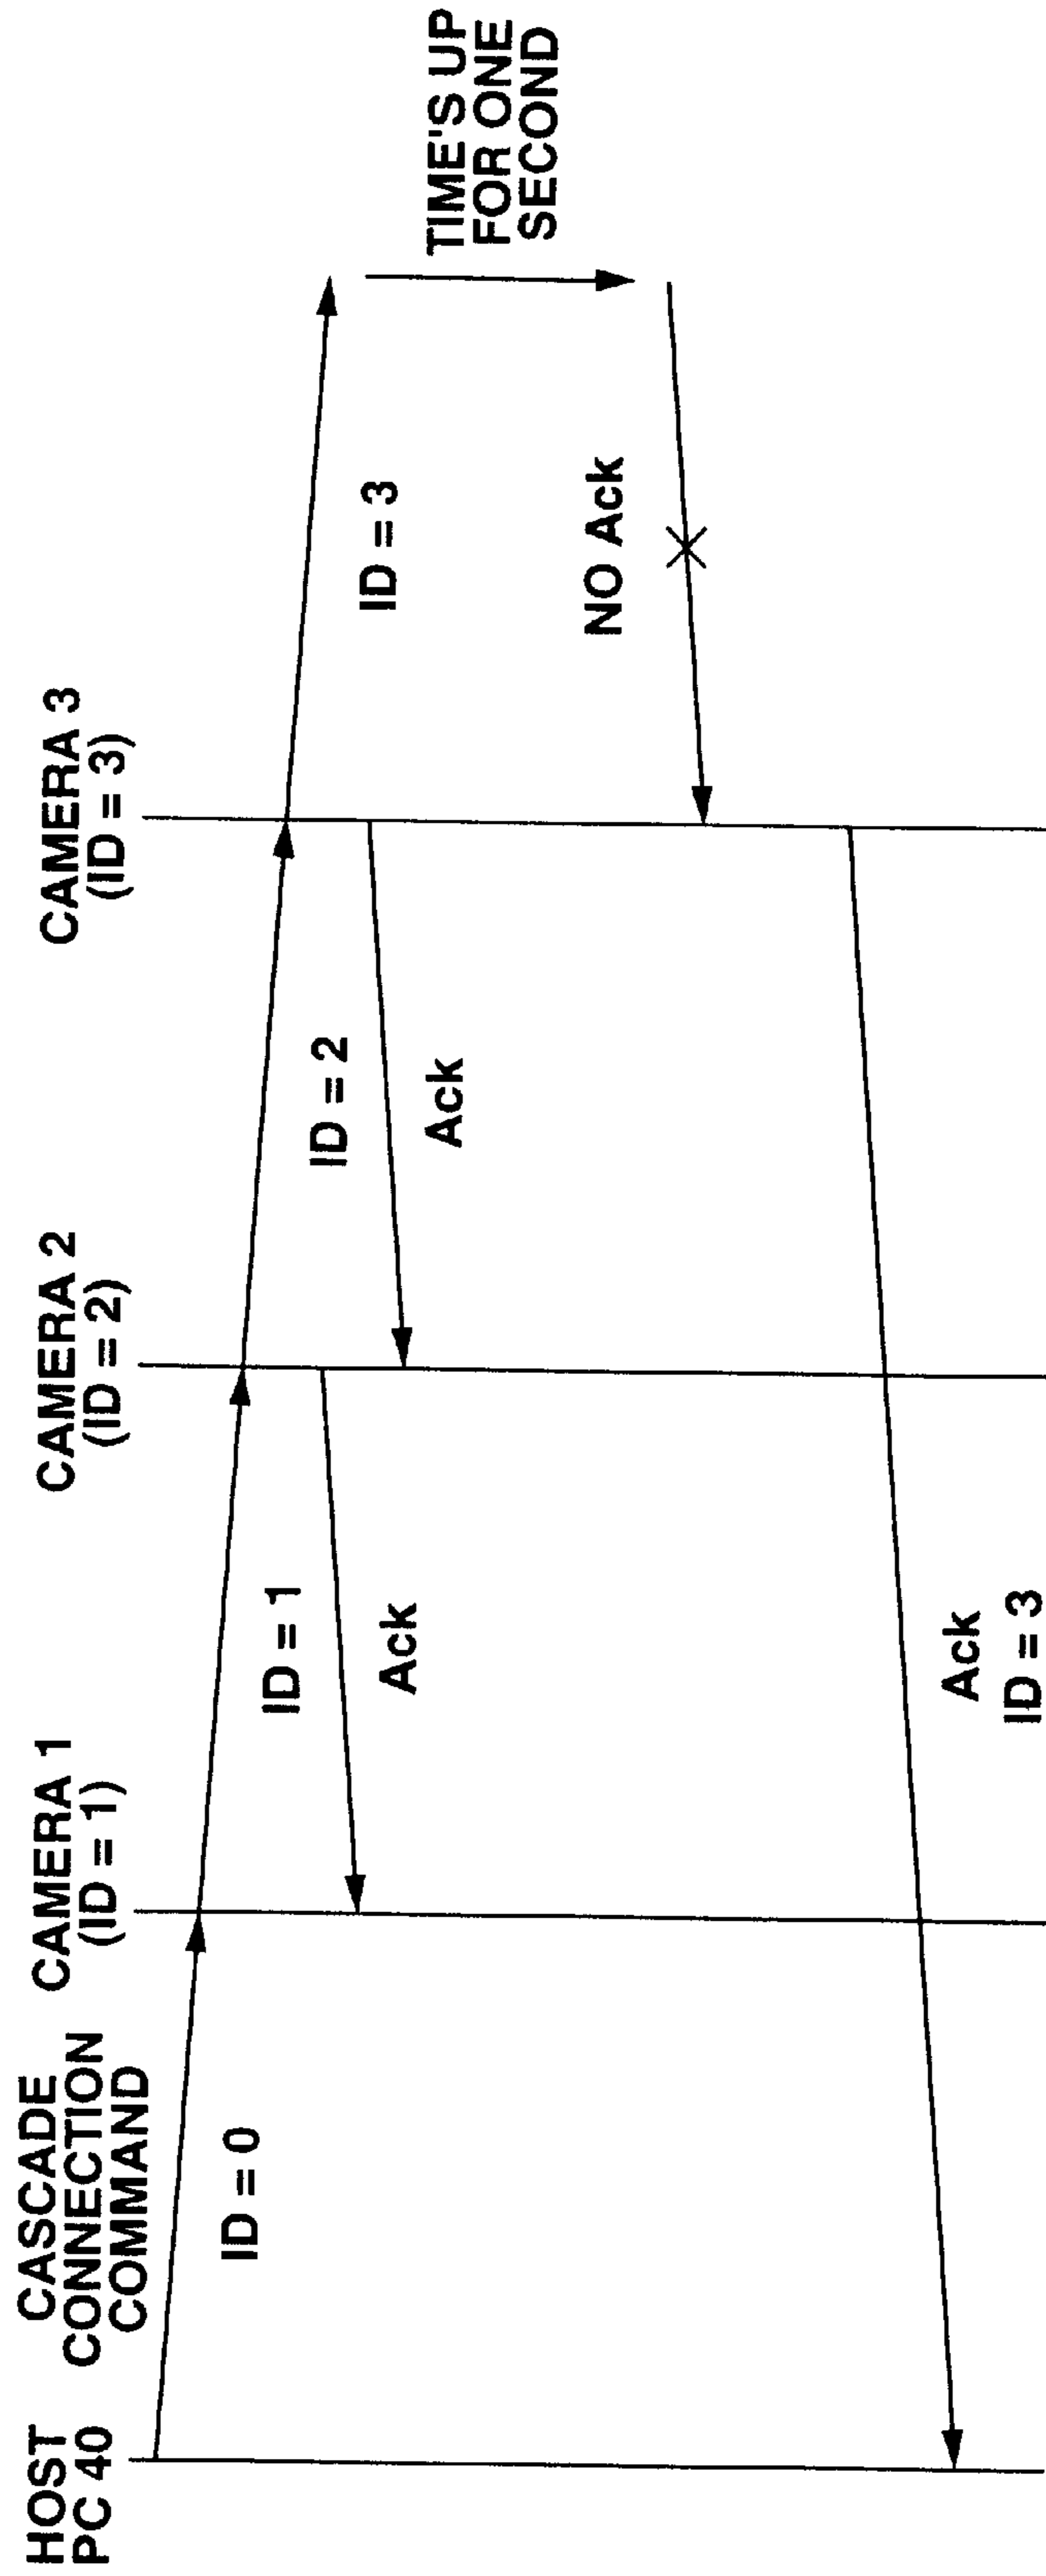 HOST
PC 40
CASCADE
CONNECTION
COMMAND
CAMERA 1
(ID = 1)
CAMERA 2
(ID = 2)
CAMERA 3
(ID = 3)
ID = 0
ID = 1
Ack
ID = 2
Ack
ID = 3
TIME'S UP
FOR ONE
SECOND
NO Ack
Ack
ID = 3